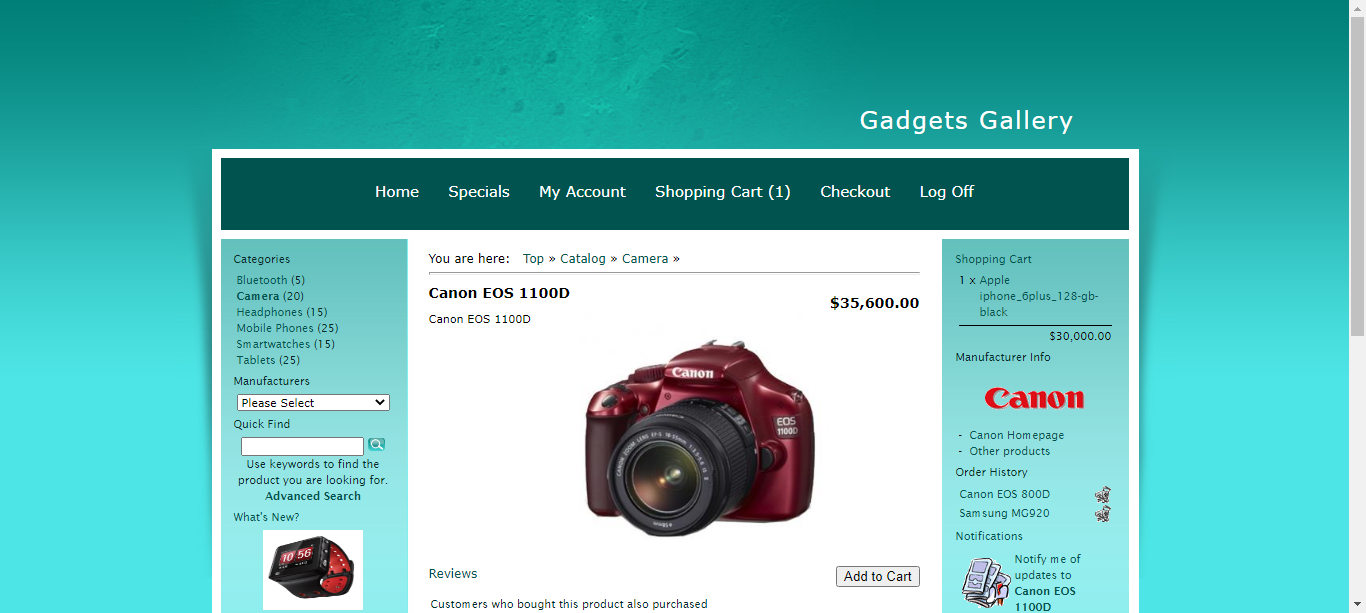 Gadgets Gallery
Home Specials My Account Shopping Cart (1) Checkout Log Off
Categories
Bluetooth (5)
Camera (20)
Headphones (15)
Mobile Phones (25)
Smartwatches (15)
Tablets (25)
Manufacturers
Please Select
Quick Find
Use keywords to find the
product you are looking for.
Advanced Search
What's New?
10 56
You are here: Top » Catalog » Camera »
Canon EOS 1100D
$35,600.00
Canon EOS 1100D
Canon
EOS
1100D
Reviews
Add to Cart
Customers who bought this product also purchased
Shopping Cart
1 x Apple
iphone_6plus_128-gb-
black
$30,000.00
Manufacturer Info
Canon
- Canon Homepage
- Other products
Order History
Canon EOS 800D
Samsung MG920
Notifications
Notify me of
updates to
Canon EOS
1100D